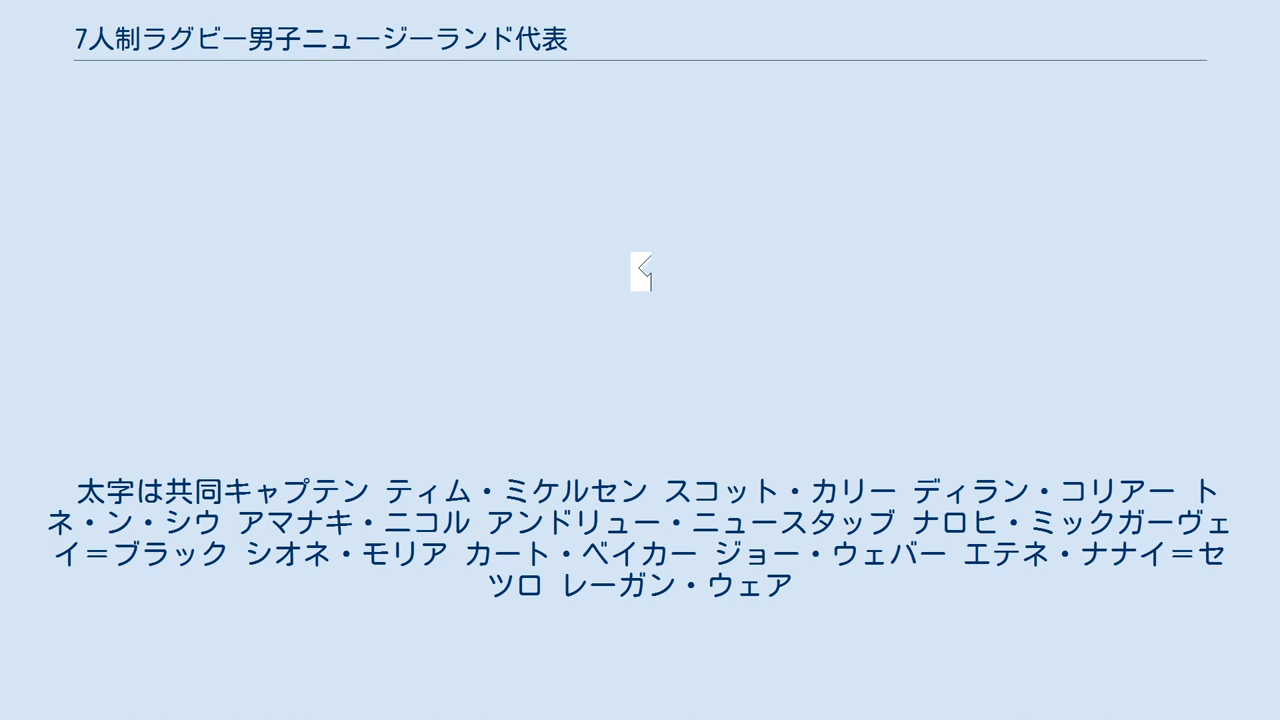 7人制ラグビー男子ニュージーランド代表
太字は共同キャプテン ティム・ミケルセン スコット・カリー ディラン・コリアー ト
ネ・ン・シウ アマナキ・ニコル アンドリュー・ニュースタッブ ナロヒ・ミックガーヴェ
イ＝ブラック シオネ・モリア カート・ベイカー ジョー・ウェバー エテネ・ナナイ＝セ
ツロ レーガン・ウェア